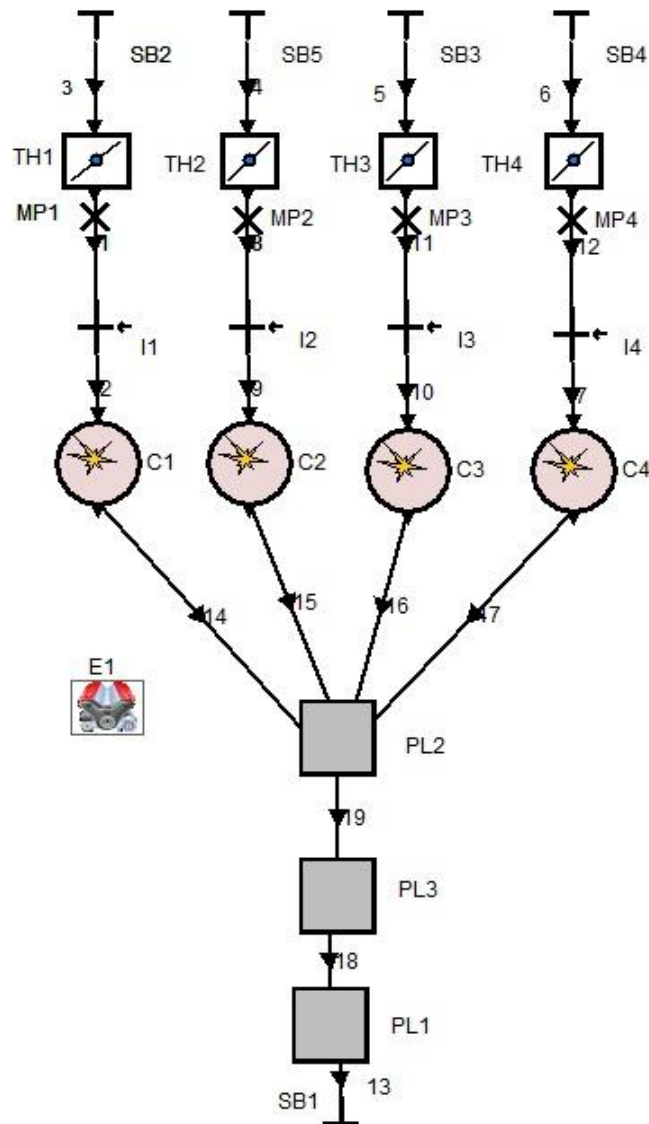 SB2 SB5 SB3 SB4
3 4 5 6
TH1 TH2 TH3 TH4
MP1 MP2 MP3 MP4
1 8 11 12
I1 I2 I3 I4
2 9 10 7
C1 C2 C3 C4
14 15 16 17
E1
PL2
19
PL3
18
PL1
13
SB1